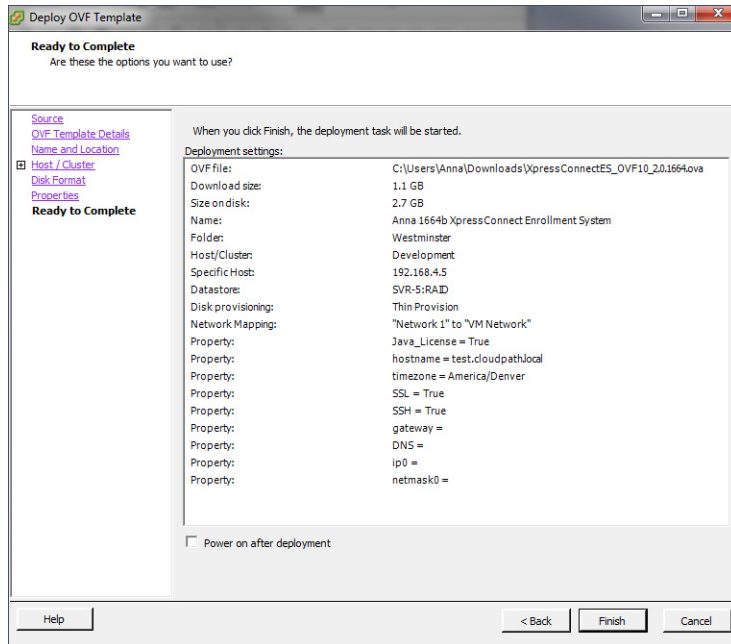 Deploy OVF Template
Ready to Complete
Are these the options you want to use?
Source
OVF Template Details
Name and Location
Host / Cluster
Disk Format
Properties
Ready to Complete
When you click Finish, the deployment task will be started.
Deployment settings:
OVF file: C:\Users\Anna\Downloads\XpressConnectES_OVF10_2.0.1664.ova
Download size: 1.1 GB
Size on disk: 2.7 GB
Name: Anna 1664b XpressConnect Enrollment System
Folder: Westminster
Host/Cluster: Development
Specific Host: 192.168.4.5
Datastore: SVR-5:RAID
Disk provisioning: Thin Provision
Network Mapping: "Network 1" to "VM Network"
Property: Java_License = True
Property: hostname = test.cloudpath.local
Property: timezone = America/Denver
Property: SSL = True
Property: SSH = True
Property: gateway =
Property: DNS =
Property: ip0 =
Property: netmask0 =
Power on after deployment
Help < Back Finish Cancel